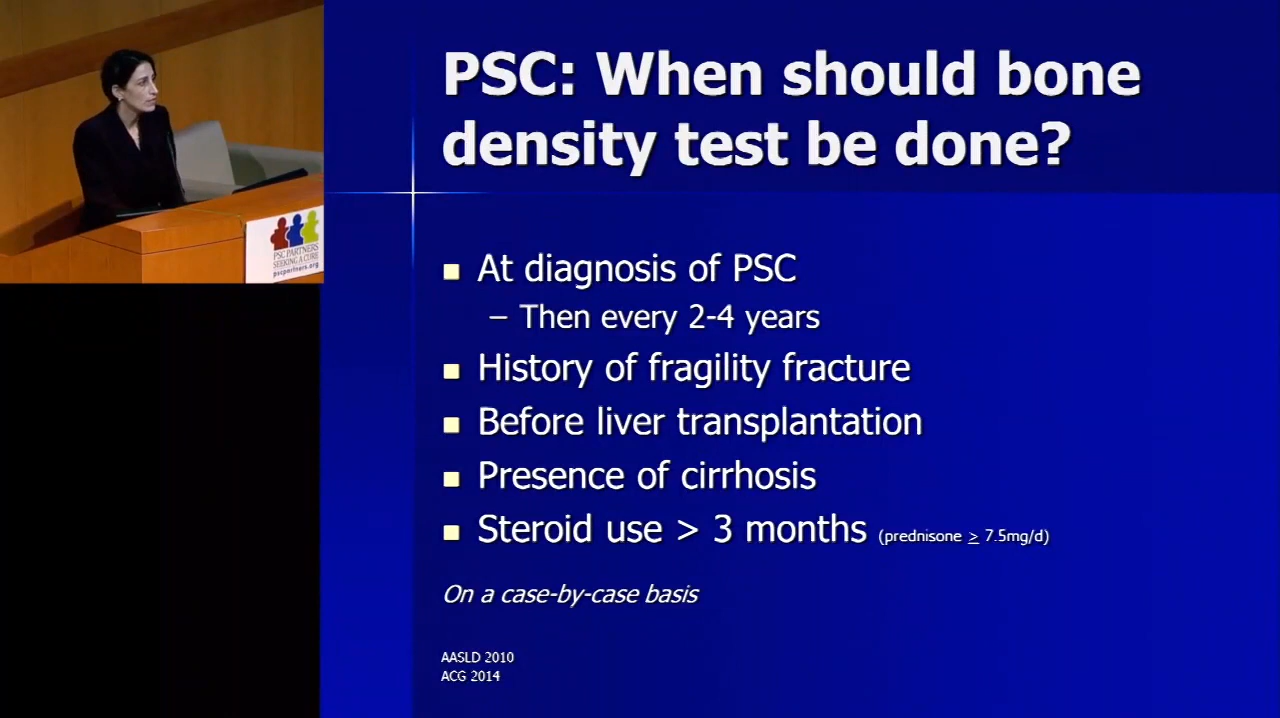 PSC: When should bone
density test be done?
At diagnosis of PSC
– Then every 2-4 years
History of fragility fracture
Before liver transplantation
Presence of cirrhosis
Steroid use > 3 months (prednisone ≥ 7.5mg/d)
On a case-by-case basis
AASLD 2010
ACG 2014
PSC PARTNERS
SEEKING A CURE
pscpartners.org